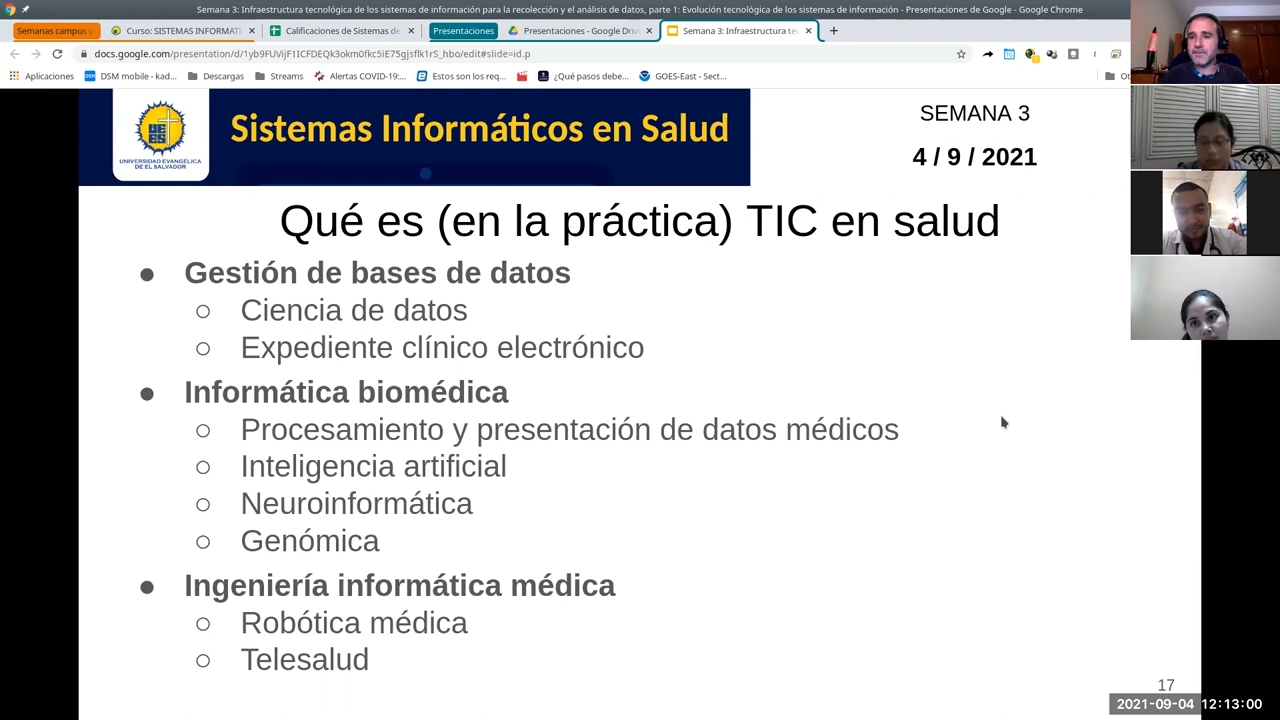 Semana 3: Infraestructura tecnológica de los sistemas de información para la recolección y el análisis de datos, parte 1: Evolución tecnológica de los sistemas de información - Presentaciones de Google - Google Chrome
Semanas campus v
Curso: SISTEMAS INFORMAT
Calificaciones de Sistemas de
Presentaciones
Presentaciones - Google Driv
Semana 3: Infraestructura te
docs.google.com/presentation/d/
/edit#slide=id.p
Aplicaciones
DSM mobile - kad...
Descargas
Streams
Alertas COVID-19:...
Estos son los req...
¿Qué pasos debe...
GOES-East - Sect...
UNIVERSIDAD EVANGÉLICA
DE EL SALVADOR
Sistemas Informáticos en Salud
SEMANA 3
4 / 9 / 2021
Qué es (en la práctica) TIC en salud
● Gestión de bases de datos
○ Ciencia de datos
○ Expediente clínico electrónico
● Informática biomédica
○ Procesamiento y presentación de datos médicos
○ Inteligencia artificial
○ Neuroinformática
○ Genómica
● Ingeniería informática médica
○ Robótica médica
○ Telesalud
17
2021-09-04 12:13:00